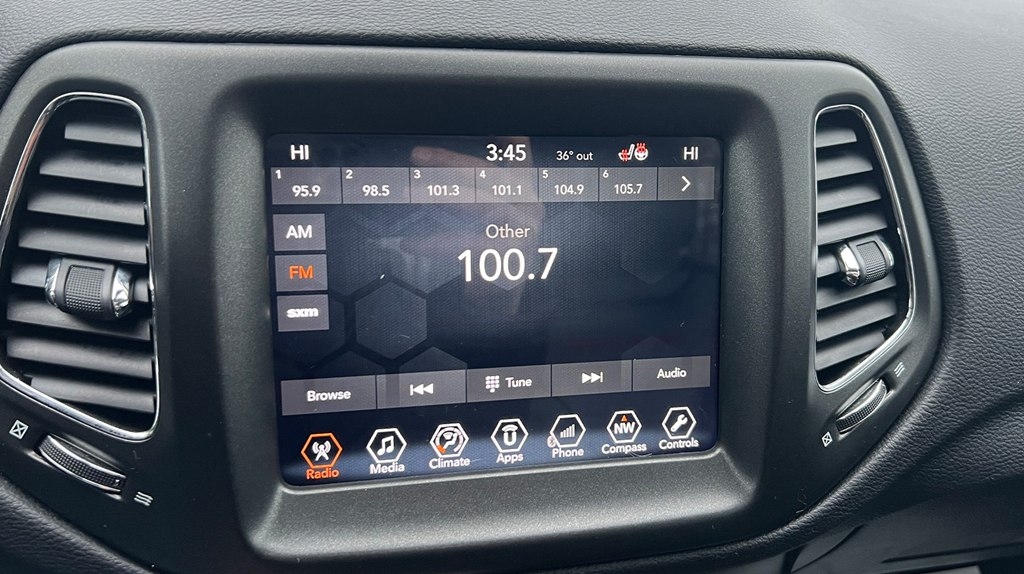 HI 3:45 36° out HI
1 95.9 2 98.5 3 101.3 4 101.1 5 104.9 6 105.7
AM
Other
FM
100.7
sxm
Browse Tune Audio
Radio Media Climate Apps Phone NW Compass Controls